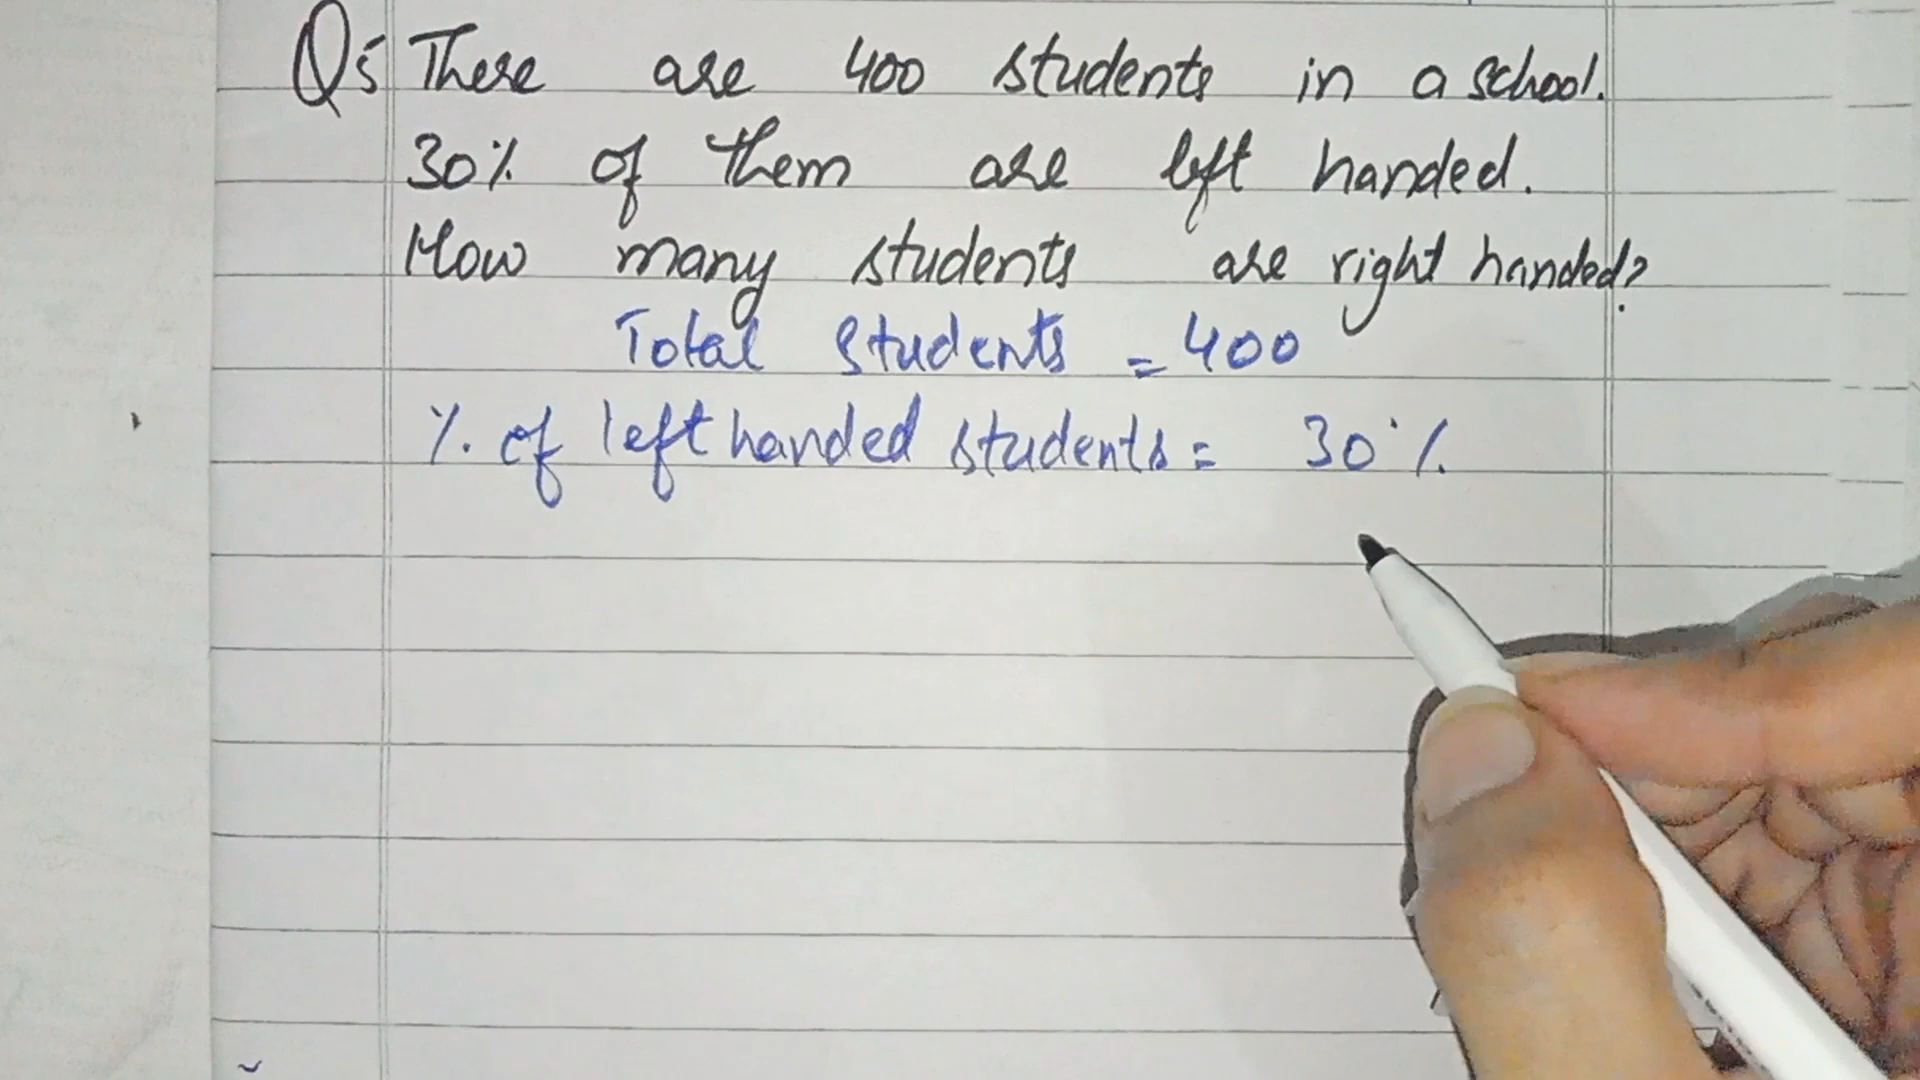 Q5 There are 400 students in a school.
30% of them are left handed.
How many students are right handed?
Total students = 400
% of left handed students = 30%